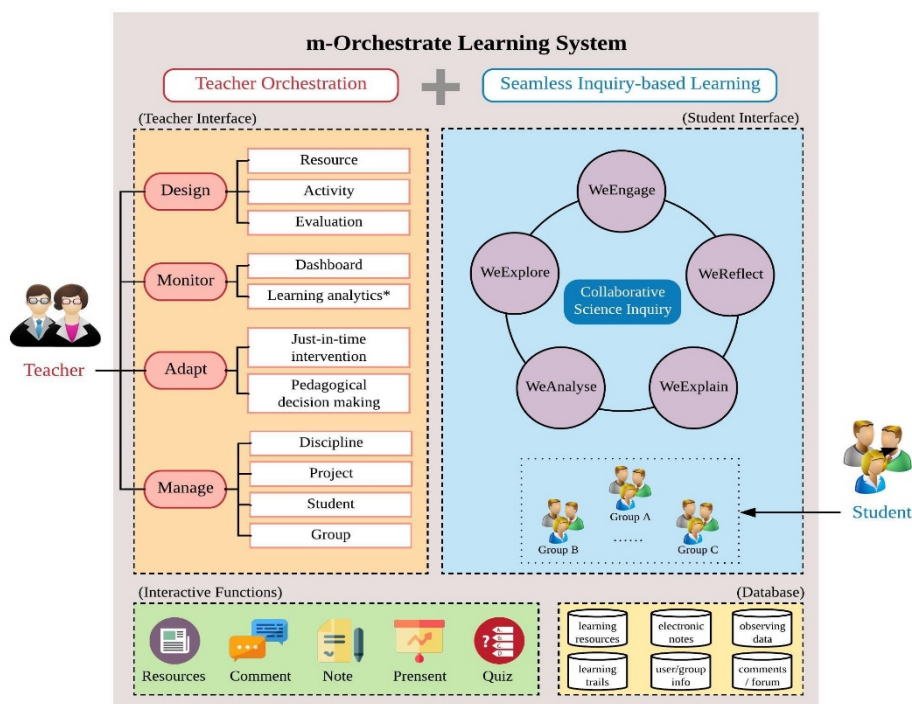 m-Orchestrate Learning System
Teacher Orchestration
Seamless Inquiry-based Learning
(Teacher Interface)
(Student Interface)
Design
Resource
Activity
Evaluation
Monitor
Dashboard
Learning analytics*
Adapt
Just-in-time
intervention
Pedagogical
decision making
Manage
Discipline
Project
Student
Group
Teacher
WeEngage
WeExplore
WeReflect
Collaborative
Science Inquiry
WeAnalyse
WeExplain
Group A
Group B
......
Group C
Student
(Interactive Functions)
Resources
Comment
Note
Prensent
?
A
B
C
D
Quiz
(Database)
learning
resources
electronic
notes
observing
data
learning
trails
user/group
info
comments
/ forum